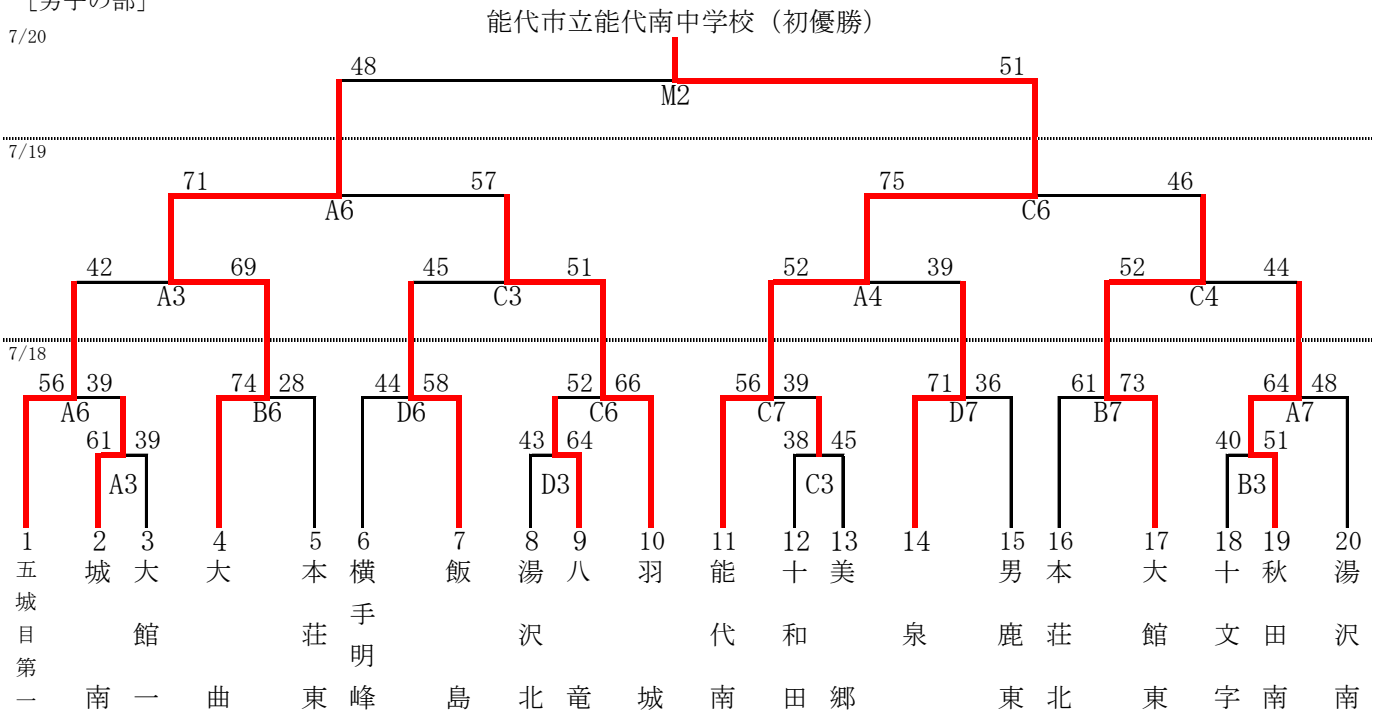 ［男子の部］
能代市立能代南中学校（初優勝）
7/20
48 51
M2
7/19
71 57 75 46
A6 C6
42 69 45 51 52 39 52 44
A3 C3 A4 C4
7/18
56 39 74 28 44 58 52 66 56 39 71 36 61 73 64 48
A6 B6 D6 C6 C7 D7 B7 A7
61 39 43 64 38 45 40 51
A3 D3 C3 B3
1 2 3 4 5 6 7 8 9 10 11 12 13 14 15 16 17 18 19 20
五城目第一
城南
大館一
大曲
本荘東
横手明峰
飯島
湯沢北
八竜
羽城
能代南
十和田
美郷
泉
男鹿東
本荘北
大館東
十文字
秋田南
湯沢南